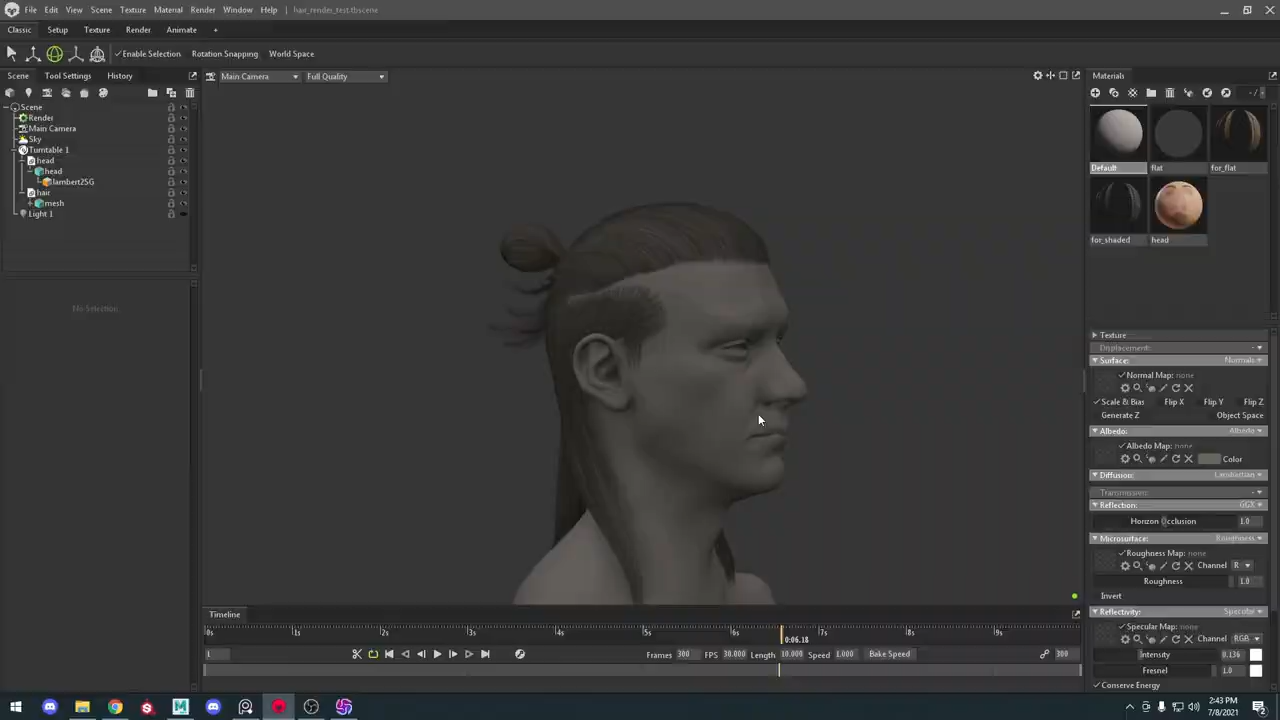 File Edit View Scene Texture Material Render Window Help hair_render_test.tbscene
Classic Setup Texture Render Animate +
Enable Selection Rotation Snapping World Space
Scene Tool Settings History
Main Camera Full Quality
Materials
Scene
Render
Main Camera
Sky
Turntable 1
head
head
lambert2SG
hair
mesh
Light 1
No Selection
Default flat for_flat
for_shaded head
Texture
Displacement:
Surface: Normals
Normal Map: none
Scale & Bias Flip X Flip Y Flip Z
Generate Z Object Space
Albedo: Albedo
Albedo Map: none
Color
Diffusion: Lambertian
Transmission:
Reflection: GGX
Horizon Occlusion 1.0
Microsurface: Roughness
Roughness Map: none
Channel R
Roughness 1.0
Invert
Reflectivity: Specular
Specular Map: none
Channel RGB
Intensity 0.136
Fresnel 1.0
Conserve Energy
Timeline
0s 1s 2s 3s 4s 5s 6s 7s 8s 9s
0:06.18
1 Frames 300 FPS 30.000 Length 10.000 Speed 1.000 Bake Speed 300
2:43 PM
7/8/2021
2